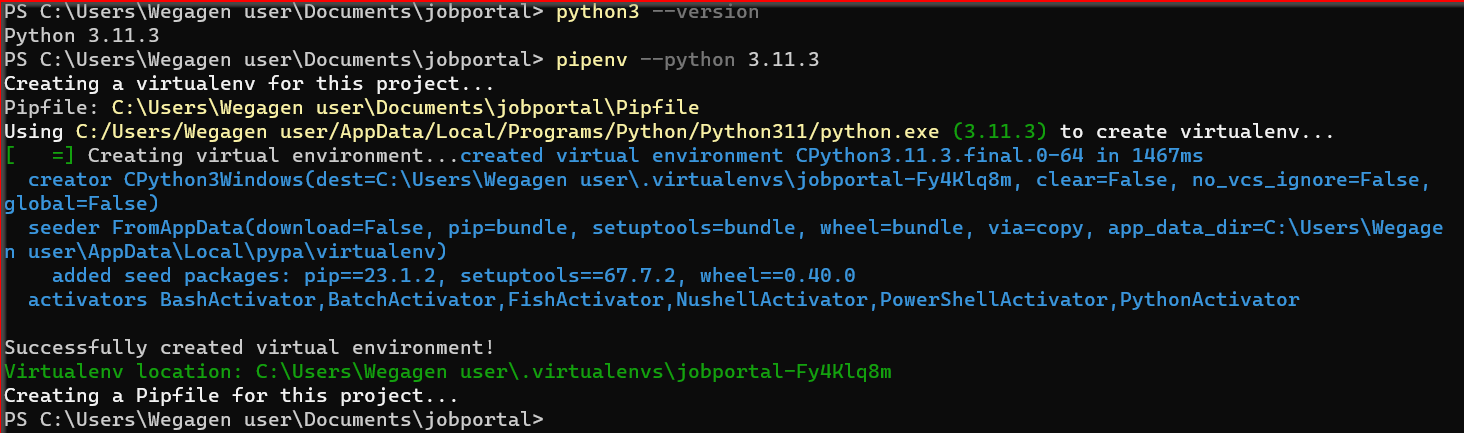 PS C:\Users\Wegagen user\Documents\jobportal> python3 --version
Python 3.11.3
PS C:\Users\Wegagen user\Documents\jobportal> pipenv --python 3.11.3
Creating a virtualenv for this project...
Pipfile: C:\Users\Wegagen user\Documents\jobportal\Pipfile
Using C:/Users/Wegagen user/AppData/Local/Programs/Python/Python311/python.exe (3.11.3) to create virtualenv...
[   =] Creating virtual environment...created virtual environment CPython3.11.3.final.0-64 in 1467ms
  creator CPython3Windows(dest=C:\Users\Wegagen user\.virtualenvs\jobportal-Fy4Klq8m, clear=False, no_vcs_ignore=False,
global=False)
  seeder FromAppData(download=False, pip=bundle, setuptools=bundle, wheel=bundle, via=copy, app_data_dir=C:\Users\Wegage
n user\AppData\Local\pypa\virtualenv)
    added seed packages: pip==23.1.2, setuptools==67.7.2, wheel==0.40.0
  activators BashActivator,BatchActivator,FishActivator,NushellActivator,PowerShellActivator,PythonActivator
Successfully created virtual environment!
Virtualenv location: C:\Users\Wegagen user\.virtualenvs\jobportal-Fy4Klq8m
Creating a Pipfile for this project...
PS C:\Users\Wegagen user\Documents\jobportal>